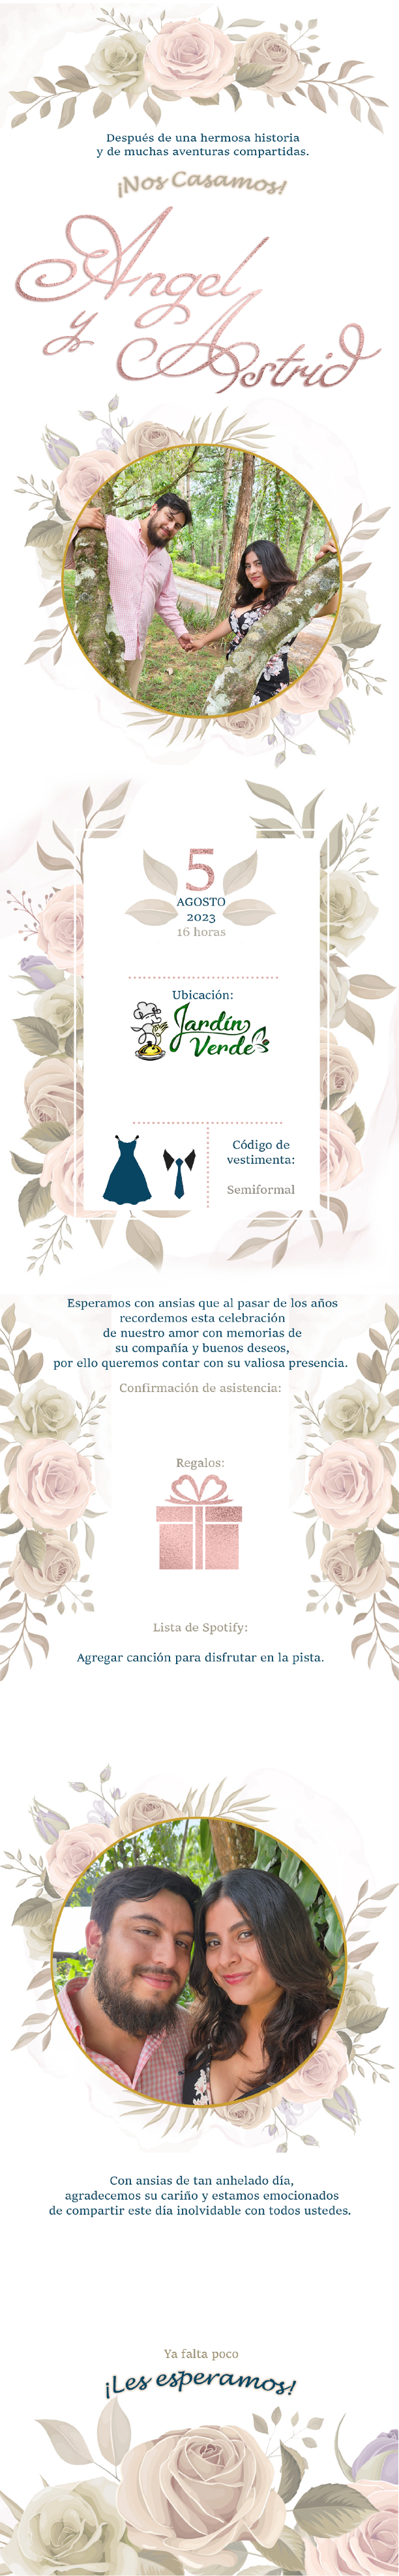 Después de una hermosa historia
y de muchas aventuras compartidas.
¡Nos Casamos!
Angel
y Astrid
5
AGOSTO
2023
16 horas
Ubicación:
Jardín
Verde
Código de
vestimenta:
Semiformal
Esperamos con ansias que al pasar de los años
recordemos esta celebración
de nuestro amor con memorias de
su compañía y buenos deseos,
por ello queremos contar con su valiosa presencia.
Confirmación de asistencia:
Regalos:
Lista de Spotify:
Agregar canción para disfrutar en la pista.
Con ansias de tan anhelado día,
agradecemos su cariño y estamos emocionados
de compartir este día inolvidable con todos ustedes.
Ya falta poco
¡Les esperamos!